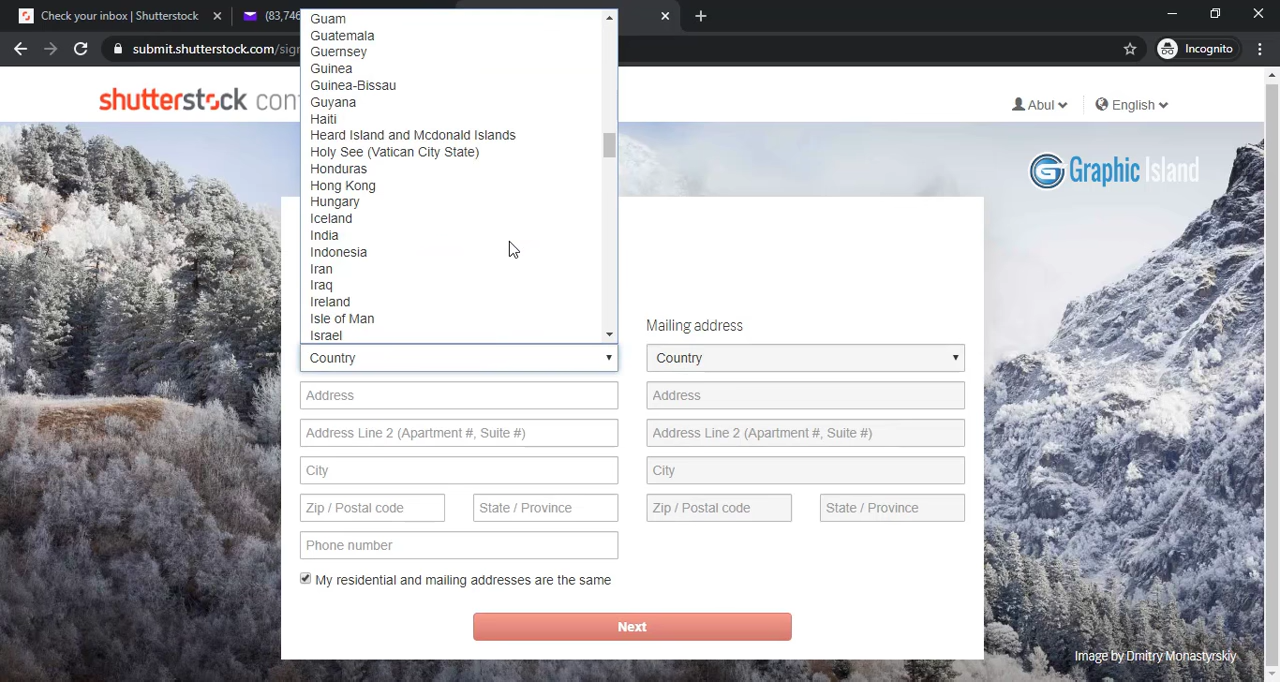 Check your inbox | Shutterstock
(83,746
submit.shutterstock.com/sign
Incognito
shutterstock con
Abul
English
Graphic Island
Guam
Guatemala
Guernsey
Guinea
Guinea-Bissau
Guyana
Haiti
Heard Island and Mcdonald Islands
Holy See (Vatican City State)
Honduras
Hong Kong
Hungary
Iceland
India
Indonesia
Iran
Iraq
Ireland
Isle of Man
Israel
Country
Address
Address Line 2 (Apartment #, Suite #)
City
Zip / Postal code State / Province
Phone number
My residential and mailing addresses are the same
Mailing address
Country
Address
Address Line 2 (Apartment #, Suite #)
City
Zip / Postal code State / Province
Next
Image by Dmitry Monastyrskiy